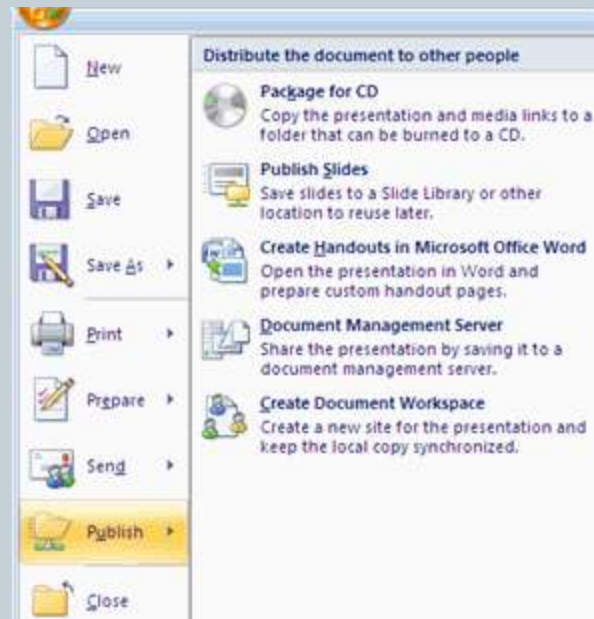 New
Open
Save
Save As
Print
Prepare
Send
Publish
Close
Distribute the document to other people
Package for CD
Copy the presentation and media links to a
folder that can be burned to a CD.
Publish Slides
Save slides to a Slide Library or other
location to reuse later.
Create Handouts in Microsoft Office Word
Open the presentation in Word and
prepare custom handout pages.
Document Management Server
Share the presentation by saving it to a
document management server.
Create Document Workspace
Create a new site for the presentation and
keep the local copy synchronized.